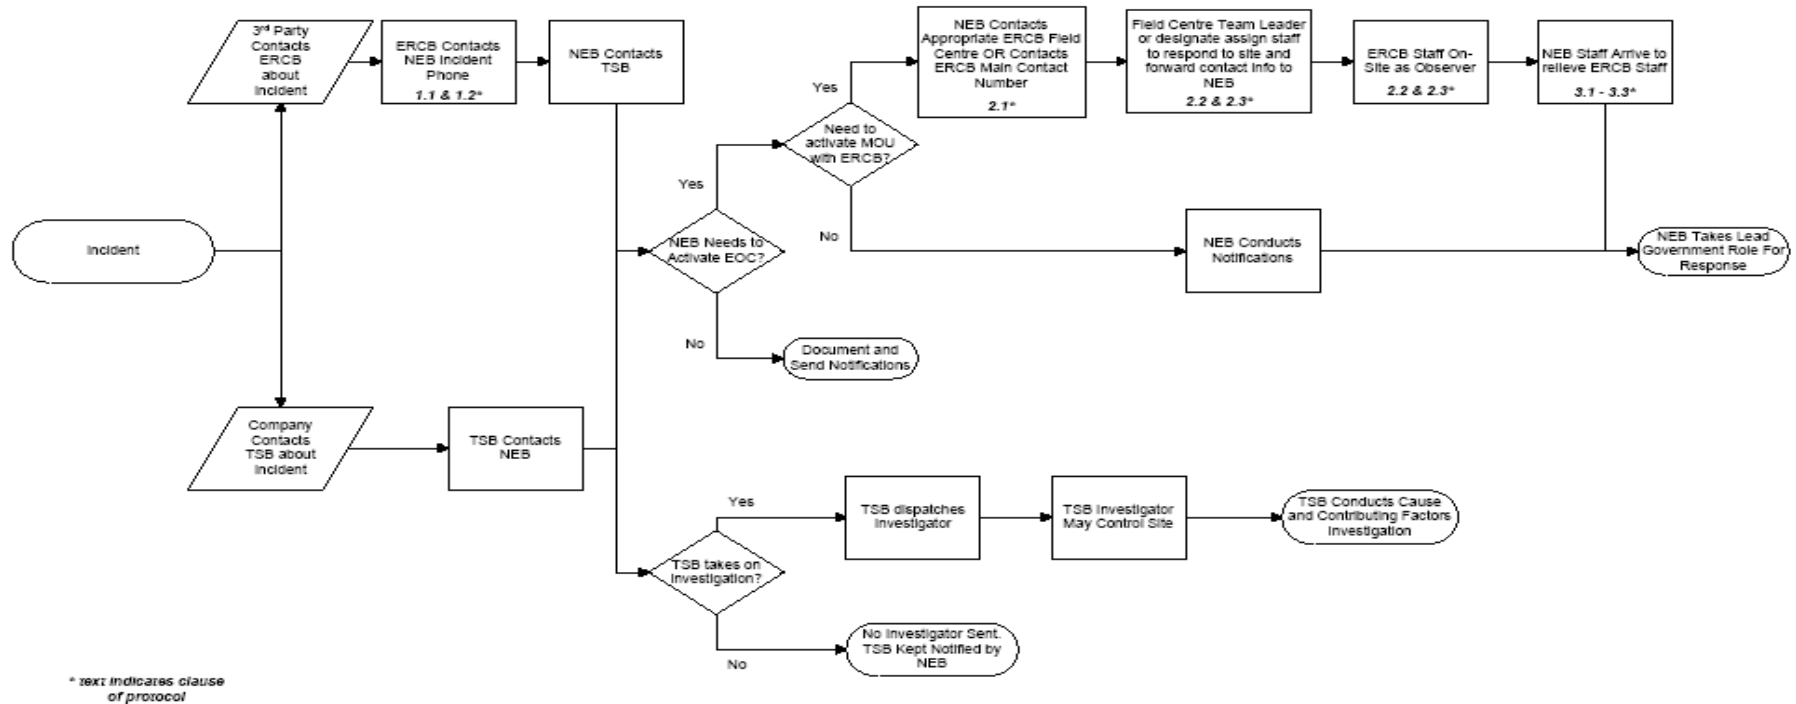 3rd Party
Contacts
ERCB
about
Incident
ERCB Contacts
NEB Incident
Phone
1.1 & 1.2*
NEB Contacts
TSB
NEB Contacts
Appropriate ERCB Field
Centre OR Contacts
ERCB Main Contact
Number
2.1*
Field Centre Team Leader
or designate assign staff
to respond to site and
forward contact info to
NEB
2.2 & 2.3*
ERCB Staff On-
Site as Observer
2.2 & 2.3*
NEB Staff Arrive to
relieve ERCB Staff
3.1 - 3.3*
Yes
Need to
activate MOU
with ERCB?
Yes
No
Incident
NEB Needs to
Activate EOC?
NEB Conducts
Notifications
NEB Takes Lead
Government Role For
Response
No
Document and
Send Notifications
Company
Contacts
TSB about
Incident
TSB Contacts
NEB
Yes
TSB takes on
Investigation?
TSB dispatches
Investigator
TSB Investigator
May Control Site
TSB Conducts Cause
and Contributing Factors
Investigation
No
No Investigator Sent.
TSB Kept Notified by
NEB
* text indicates clause
of protocol